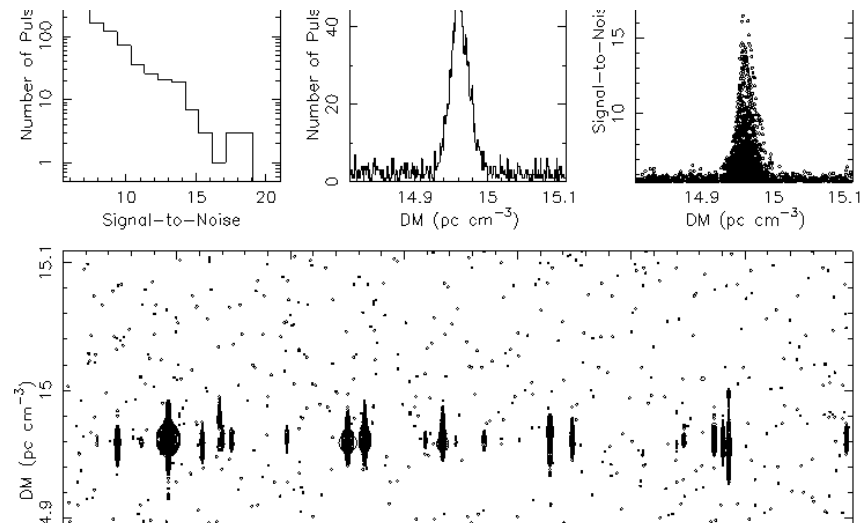 Number of Puls
100
10
1
10
15
20
Signal-to-Noise
Number of Puls
40
20
0
14.9
15
15.1
DM (pc cm⁻³)
Signal-to-Nois
15
10
14.9
15
15.1
DM (pc cm⁻³)
DM (pc cm⁻³)
15.1
15
4.9